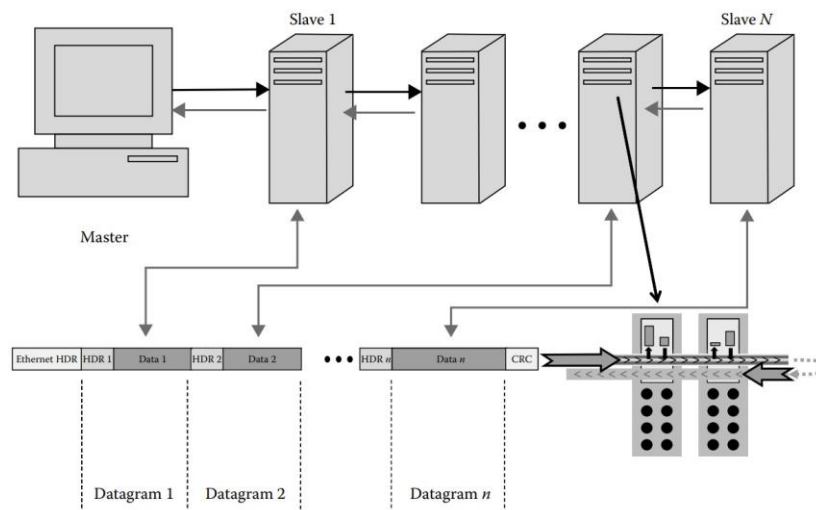 Slave 1
Slave N
Master
Ethernet HDR HDR 1 Data 1 HDR 2 Data 2 HDR n Data n CRC
Datagram 1 Datagram 2 Datagram n